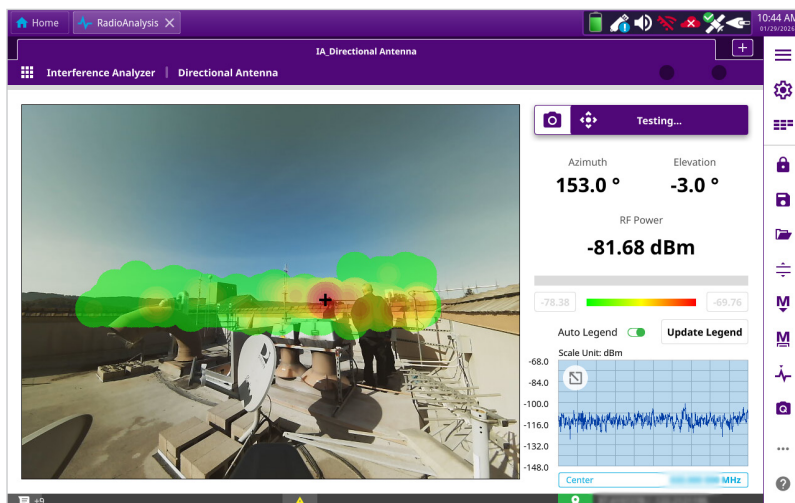 Home
RadioAnalysis
10:44 AM
01/29/2026
IA_Directional Antenna
+
Interference Analyzer | Directional Antenna
Testing...
Azimuth
Elevation
153.0 °
-3.0 °
RF Power
-81.68 dBm
-78.38
-69.76
Auto Legend
Update Legend
Scale Unit: dBm
-68.0
-84.0
-100.0
-116.0
-132.0
-148.0
Center
MHz
M
M
+9